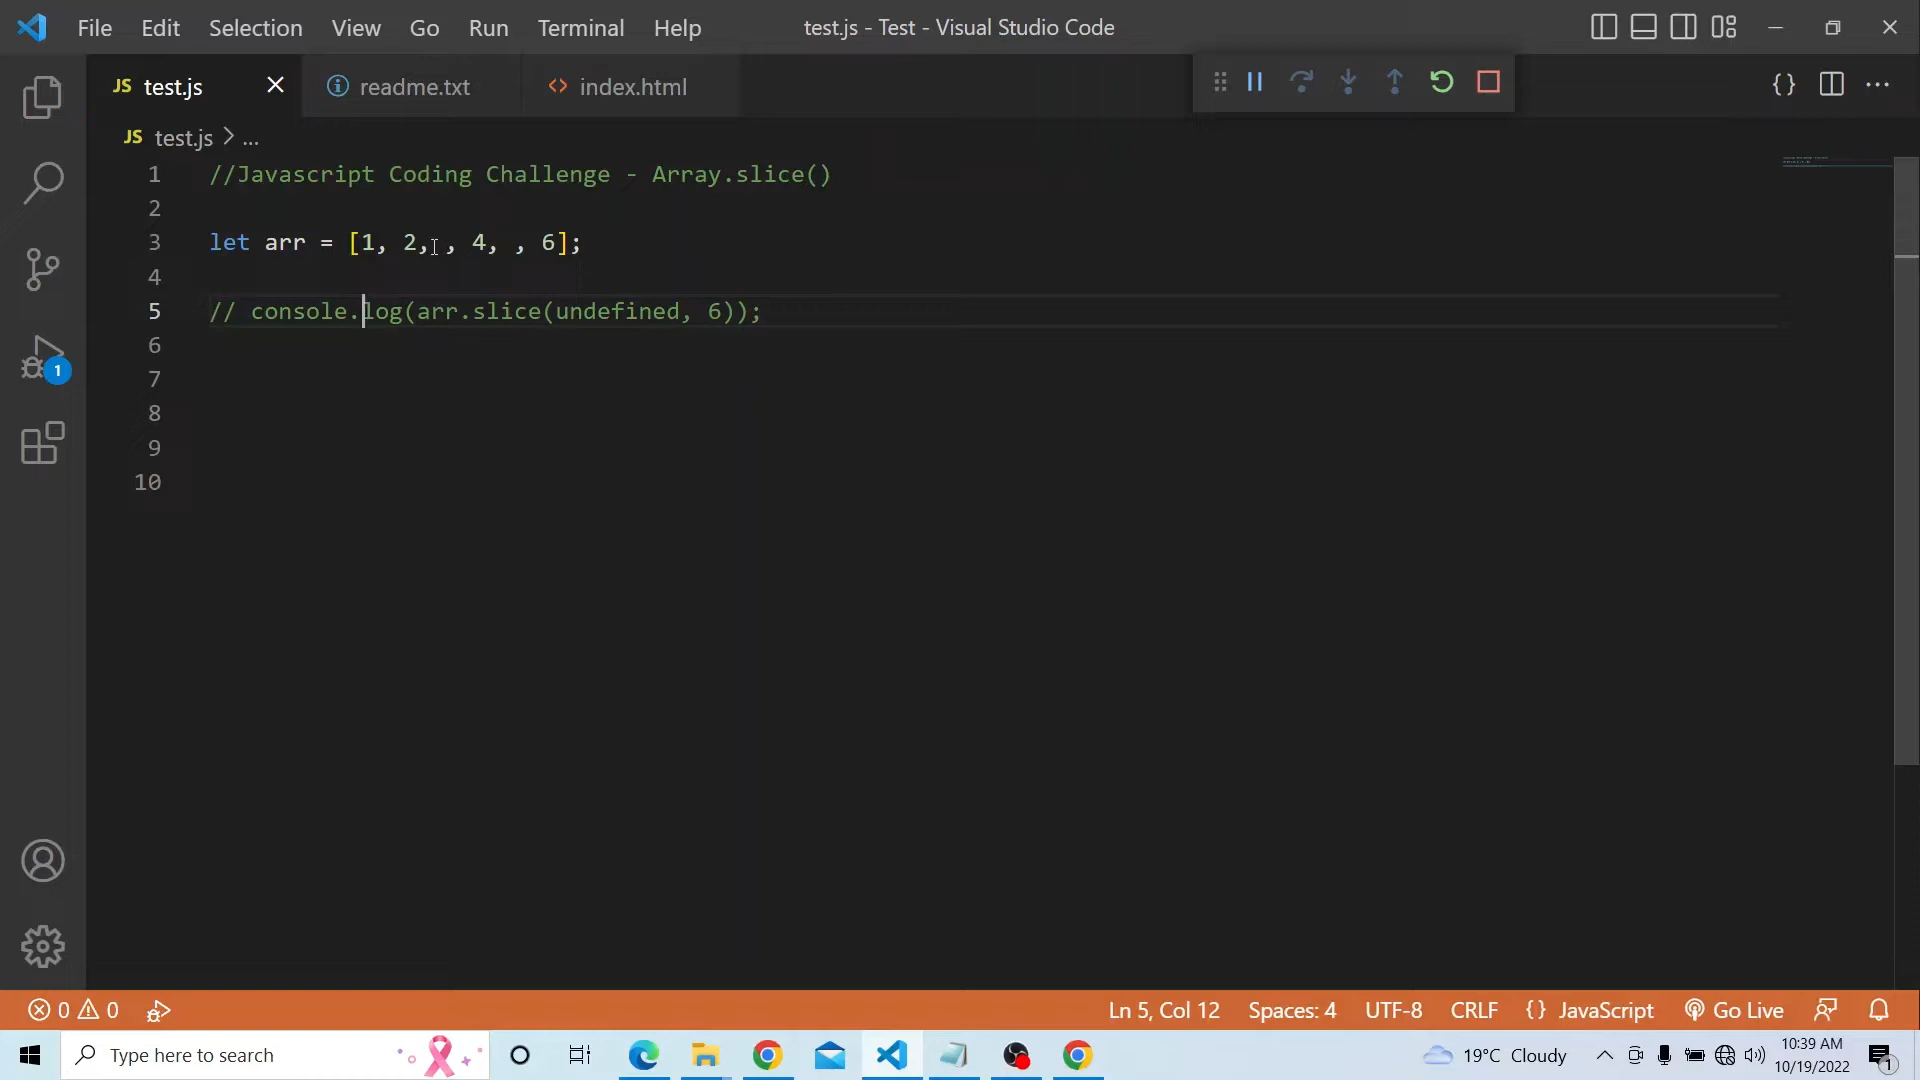 File Edit Selection View Go Run Terminal Help test.js - Test - Visual Studio Code
JS test.js readme.txt <> index.html
JS test.js > ...
1 //Javascript Coding Challenge - Array.slice()
2
3 let arr = [1, 2, , 4, , 6];
4
5 // console.log(arr.slice(undefined, 6));
6
7
8
9
10
1
0 0 Ln 5, Col 12 Spaces: 4 UTF-8 CRLF {} JavaScript Go Live
Type here to search 19°C Cloudy 10:39 AM
10/19/2022 1